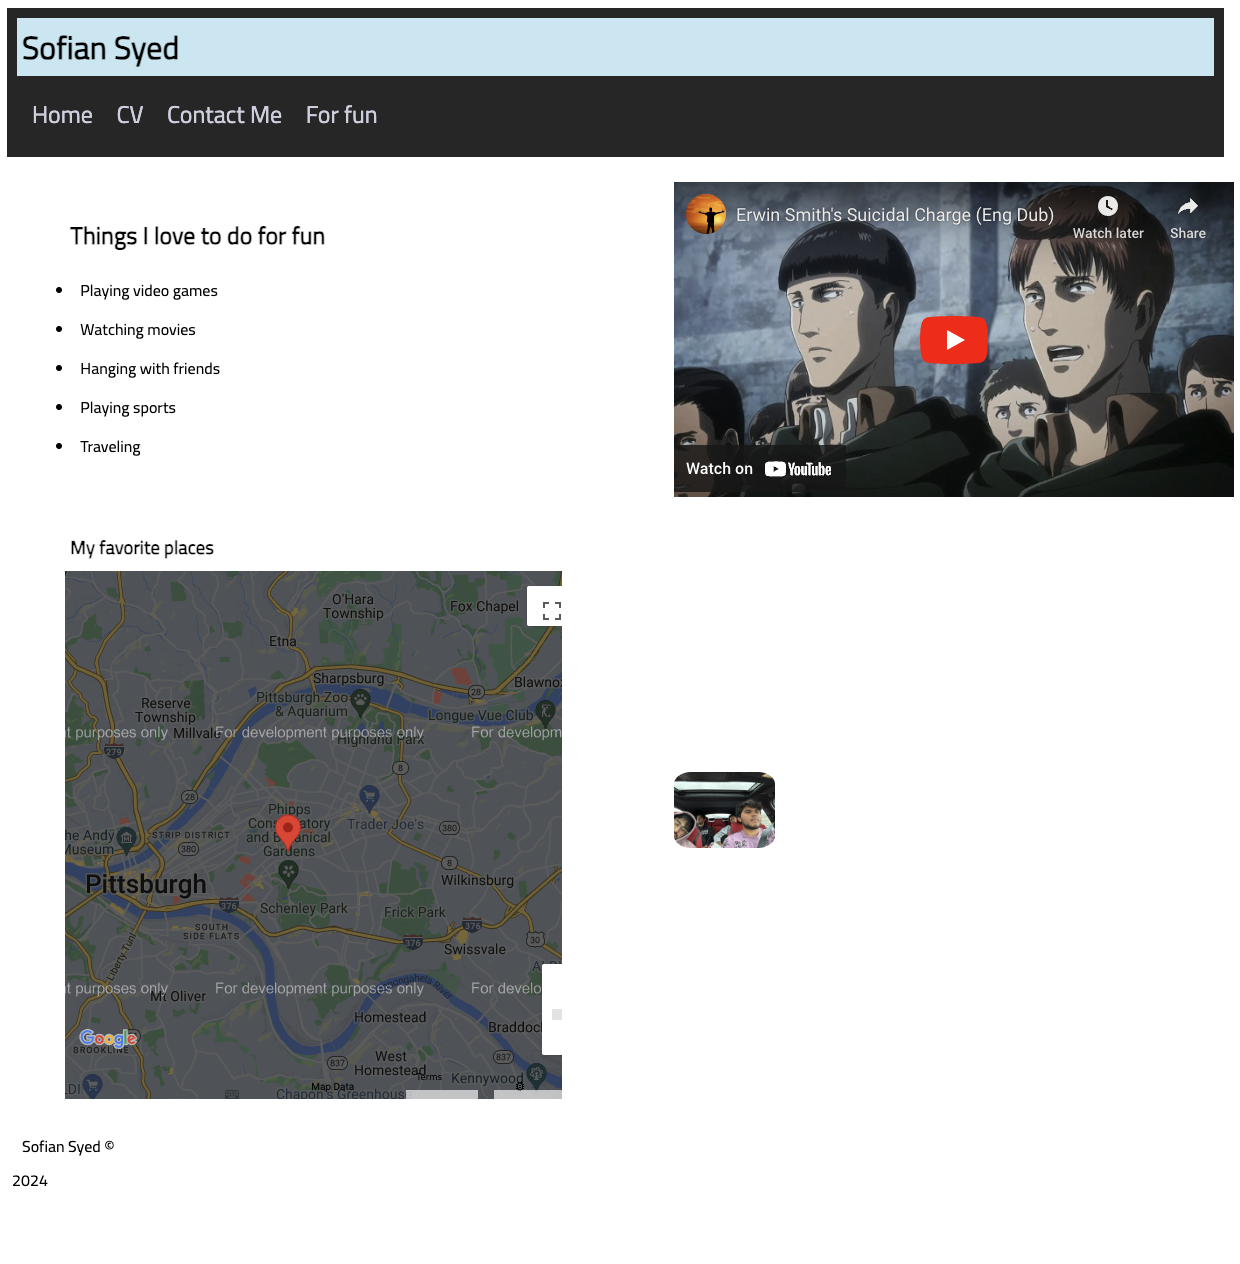 Sofian Syed
Home CV Contact Me For fun
Things I love to do for fun
Playing video games
Watching movies
Hanging with friends
Playing sports
Traveling
Erwin Smith's Suicidal Charge (Eng Dub)
Watch later
Share
Watch on YouTube
My favorite places
O'Hara
Township
Fox Chapel
Etna
Sharpsburg
Blawno
Pittsburgh Zoo
& Aquarium
Reserve
Township
Longue Vue Club
Millvale
t purposes only
For development purposes only
For developm
Highland Park
279
28
28
8
Phipps
Conservatory
and Botanical
Gardens
Trader Joe's
380
The Andy
Museum
STRIP DISTRICT
380
8
Pittsburgh
Wilkinsburg
376
Schenley Park
Frick Park
376
SOUTH
SIDE FLATS
376
30
Swissvale
Liberty Tunl
t purposes only
For development purposes only
For develo
Mt Oliver
Monongahela River
Homestead
Braddock
Google
BROOKLINE
837
837
West
Homestead
Kennywood
Terms
Map Data
Chapon's Greenhouse
Sofian Syed ©
2024